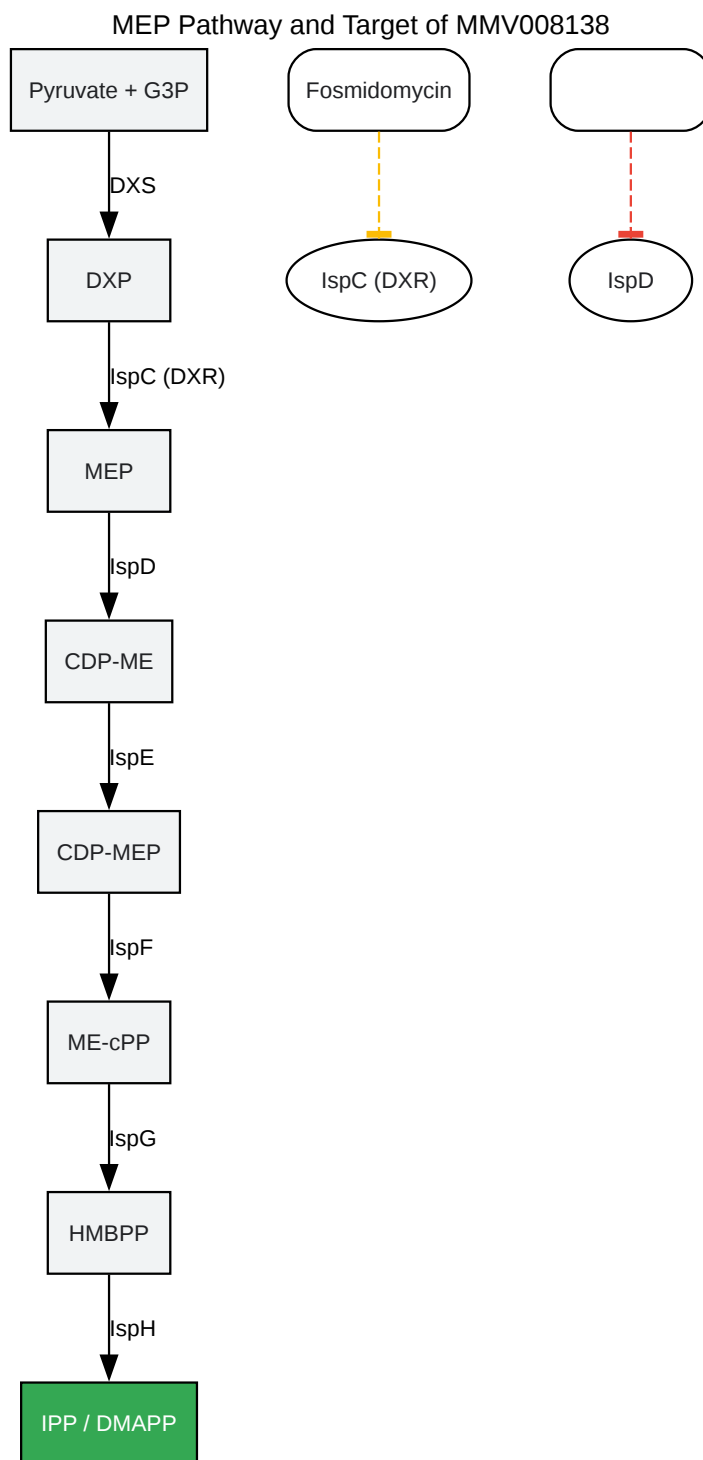 MEP Pathway and Target of MMV008138
Pyruvate + G3P
Fosmidomycin
DXS
DXP
IspC (DXR)
IspD
IspC (DXR)
MEP
IspD
CDP-ME
IspE
CDP-MEP
IspF
ME-cPP
IspG
HMBPP
IspH
IPP / DMAPP